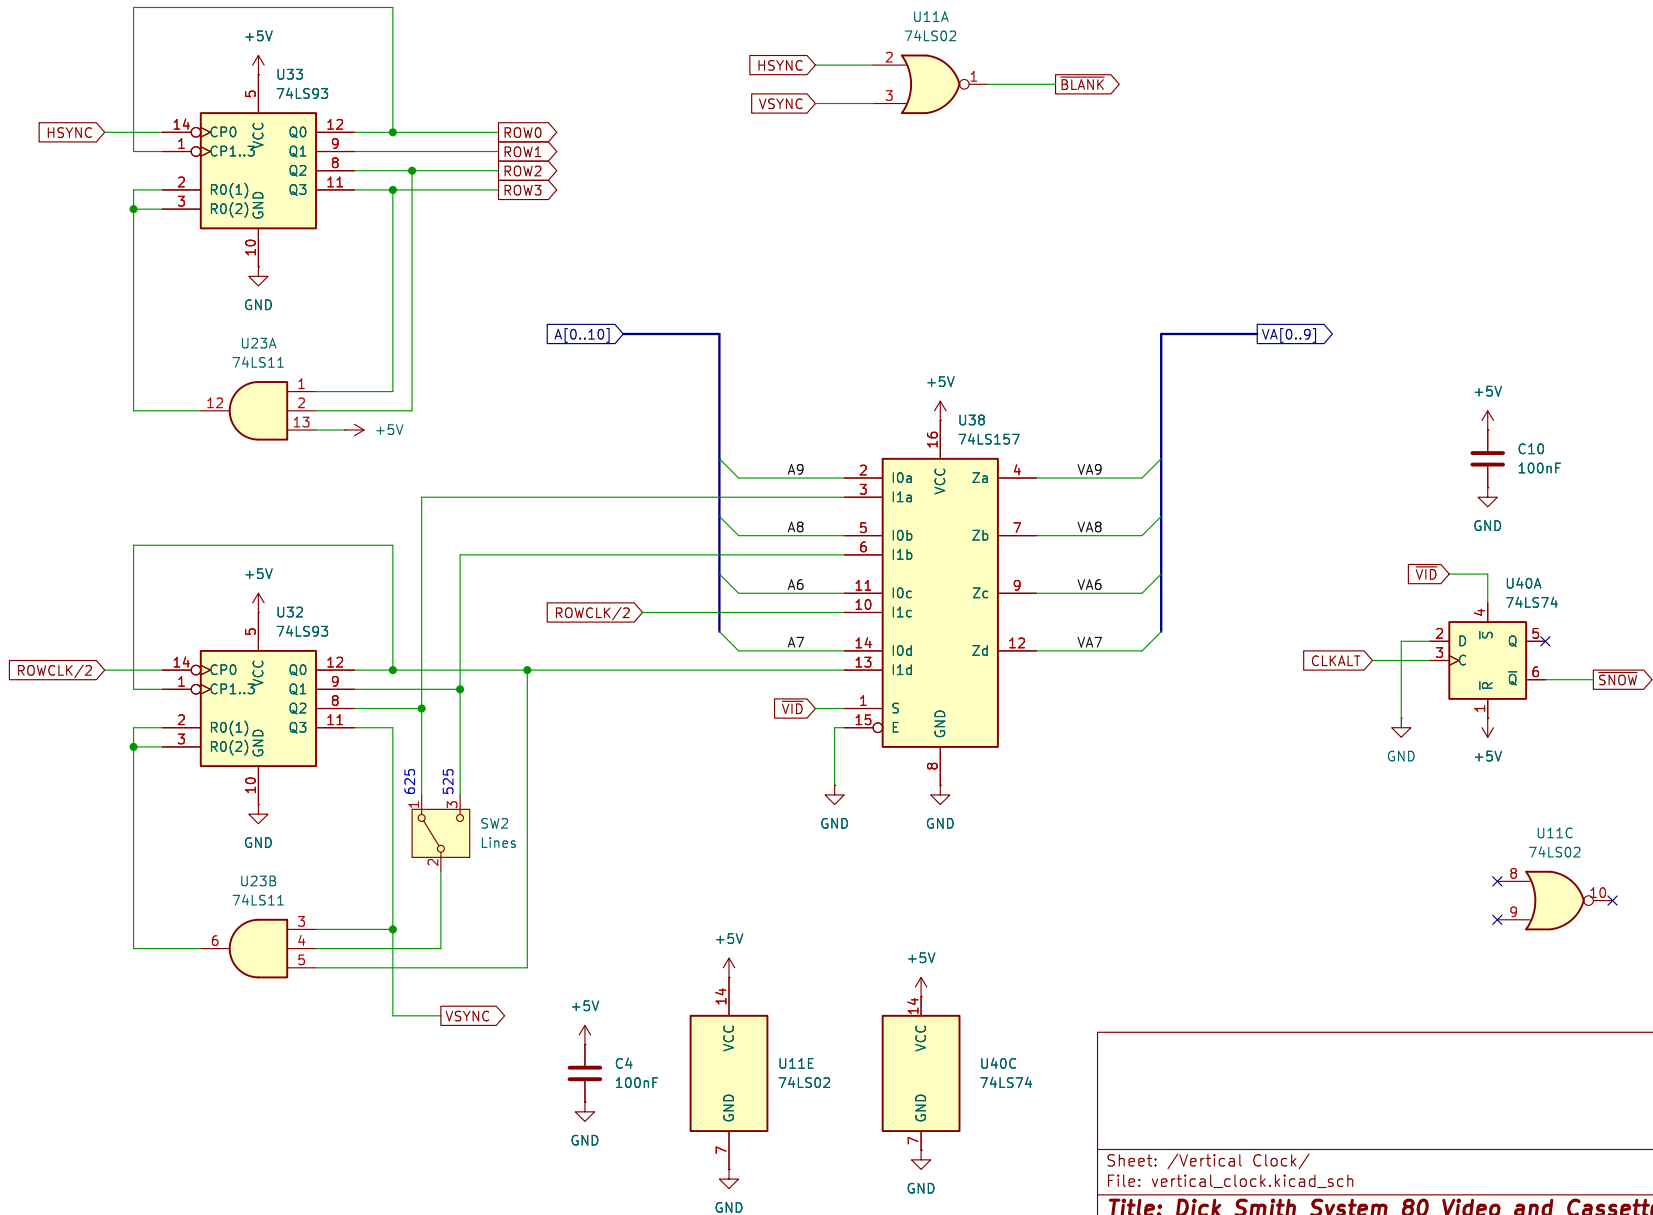 +5V
U33
74LS93
5
VCC
HSYNC
14
CP0
Q0
12
ROW0
1
CP1..3
Q1
9
ROW1
Q2
8
ROW2
2
R0(1)
Q3
11
ROW3
3
R0(2)
GND
10
GND
U11A
74LS02
HSYNC
2
VSYNC
3
1
BLANK
U23A
74LS11
12
1
2
13
+5V
A[0..10]
VA[0..9]
+5V
U38
74LS157
16
VCC
A9
2
I0a
Za
4
VA9
3
I1a
A8
5
I0b
Zb
7
VA8
6
I1b
A6
11
I0c
Zc
9
VA6
ROWCLK/2
10
I1c
A7
14
I0d
Zd
12
VA7
13
I1d
VID
1
S
15
E
GND
8
GND
GND
+5V
C10
100nF
GND
VID
U40A
74LS74
4
S
2
D
Q
5
CLKALT
3
C
Q
6
SNOW
R
1
GND
+5V
+5V
U32
74LS93
5
VCC
ROWCLK/2
14
CP0
Q0
12
1
CP1..3
Q1
9
Q2
8
2
R0(1)
Q3
11
3
R0(2)
GND
10
GND
625
525
1
3
SW2
Lines
2
U23B
74LS11
6
3
4
5
VSYNC
U11C
74LS02
8
9
10
+5V
C4
100nF
GND
+5V
14
VCC
U11E
74LS02
GND
7
GND
+5V
14
VCC
U40C
74LS74
GND
7
GND
Sheet: /Vertical Clock/
File: vertical_clock.kicad_sch
Title: Dick Smith System 80 Video and Cassette